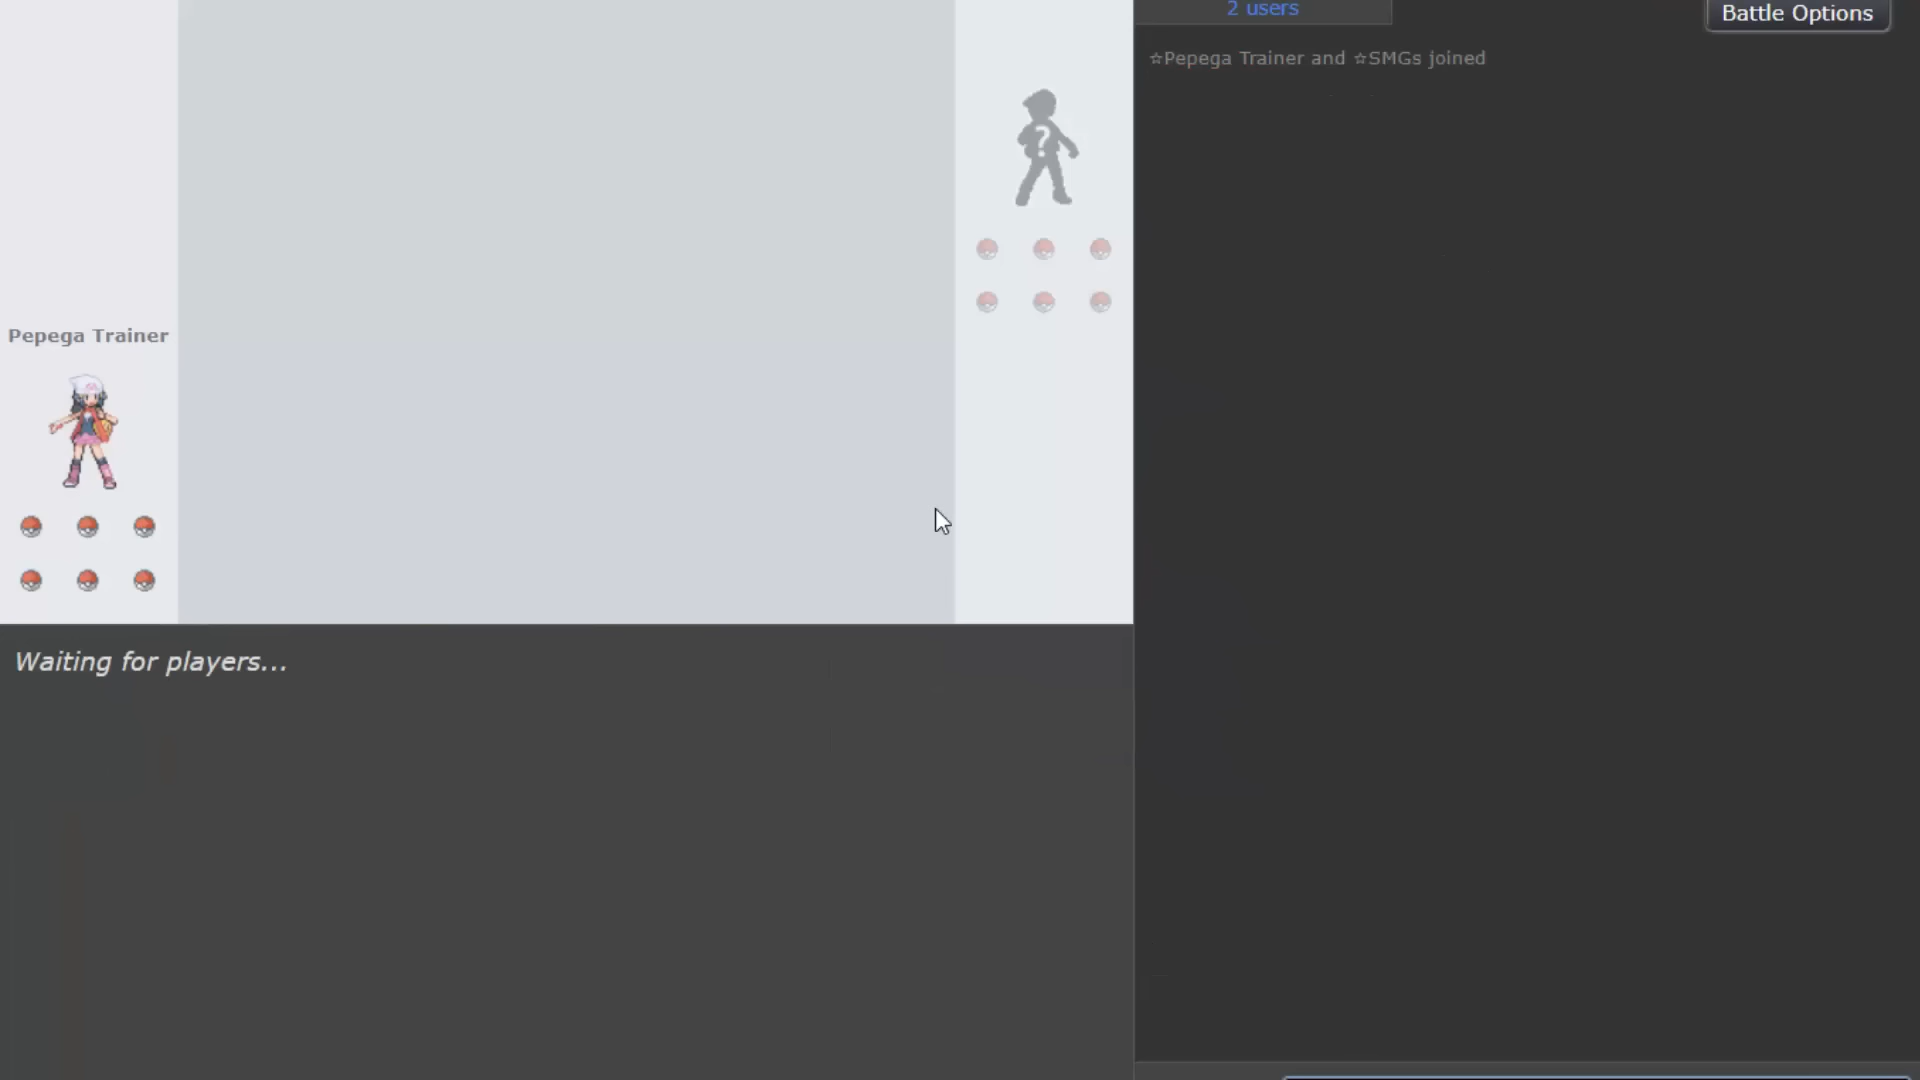 2 users
Battle Options
☆Pepega Trainer and ☆SMGs joined
?
Pepega Trainer
Waiting for players...